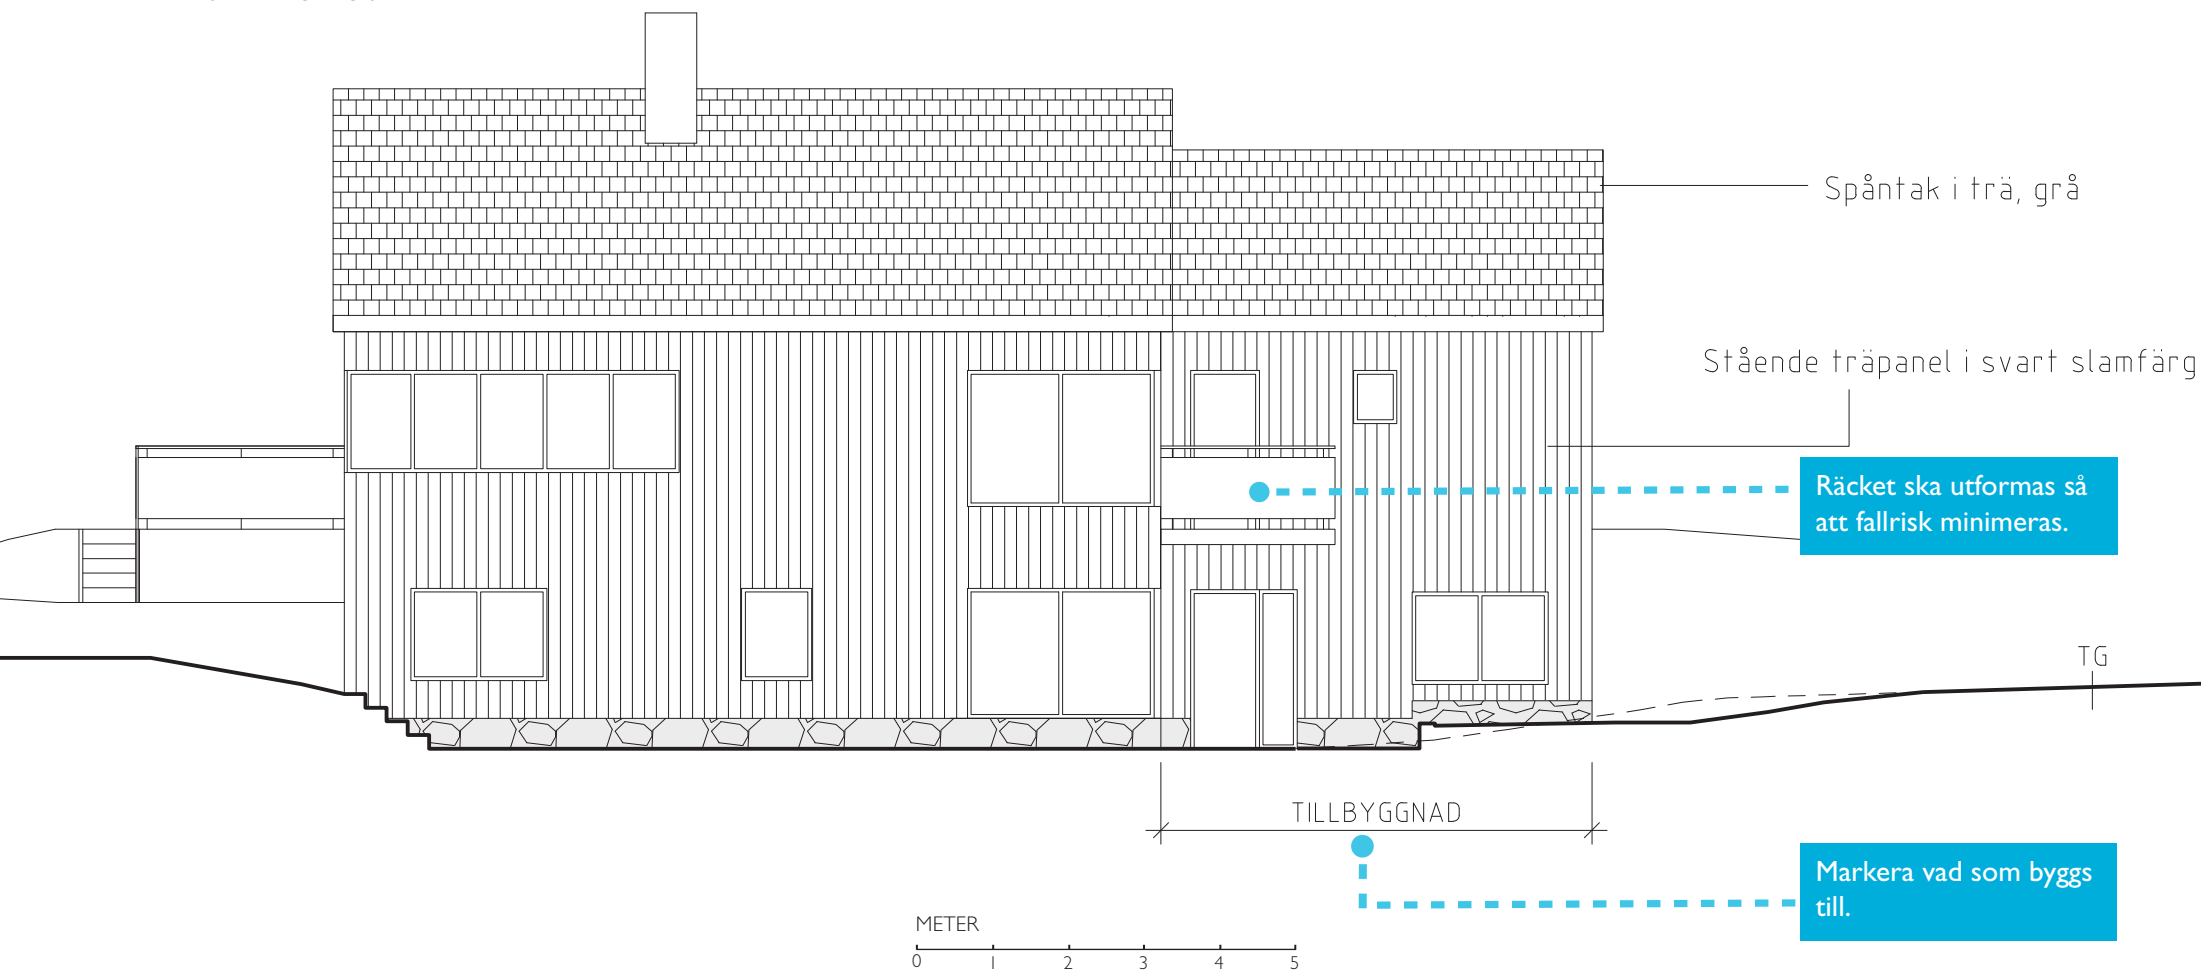 Spåntak i trä, grå
Stående träpanel i svart slamfärg
Räcket ska utformas så
att fallrisk minimeras.
TG
TILLBYGGNAD
Markera vad som byggs
till.
METER
0 1 2 3 4 5